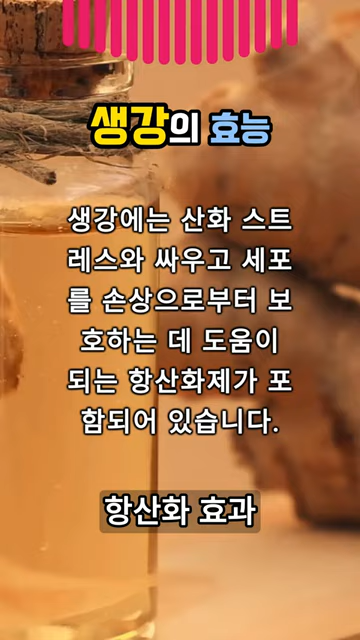 생강의 효능
생강에는 산화 스트
레스와 싸우고 세포
를 손상으로부터 보
호하는 데 도움이
되는 항산화제가 포
함되어 있습니다.
항산화 효과